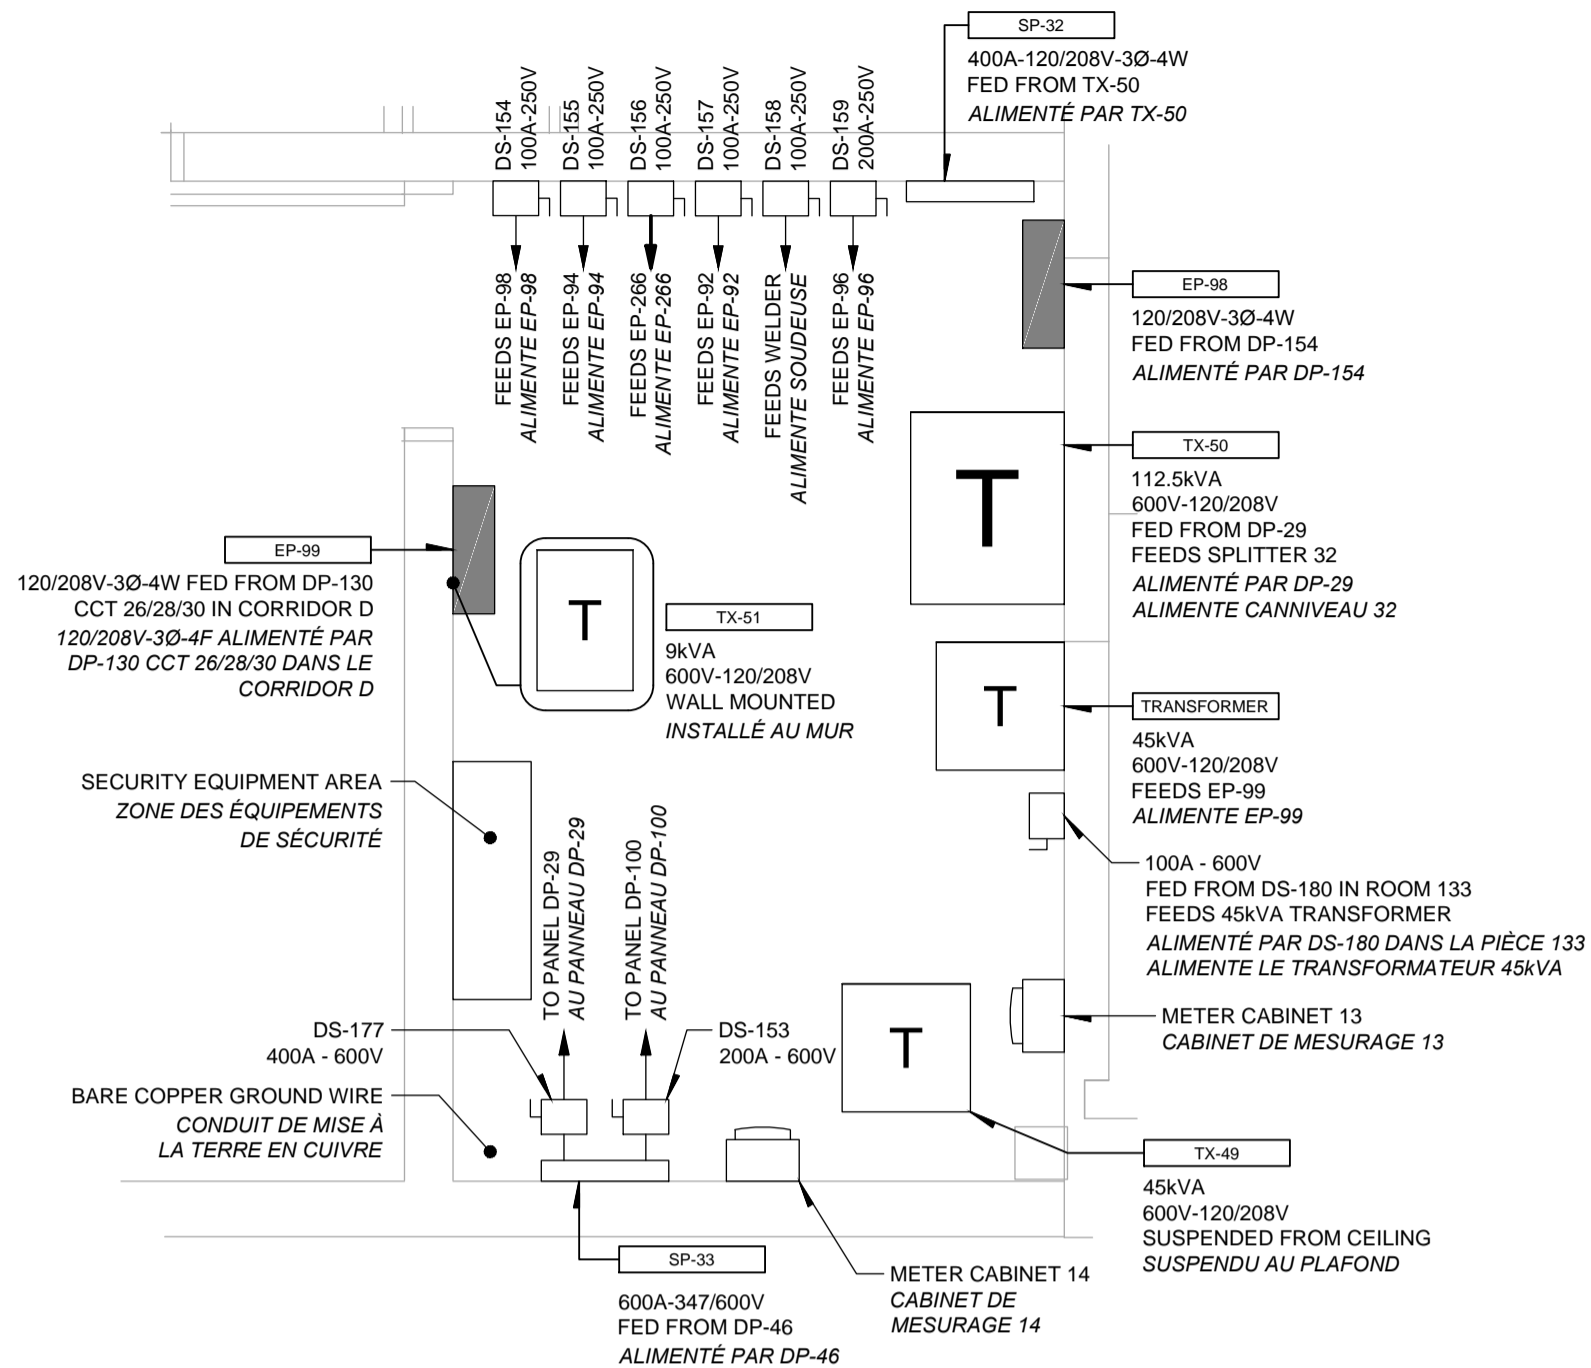 SP-32
400A-120/208V-3Ø-4W
FED FROM TX-50
ALIMENTÉ PAR TX-50
DS-154
100A-250V
DS-155
100A-250V
DS-156
100A-250V
DS-157
100A-250V
DS-158
100A-250V
DS-159
200A-250V
FEEDS EP-98
ALIMENTE EP-98
FEEDS EP-94
ALIMENTE EP-94
FEEDS EP-266
ALIMENTE EP-266
FEEDS EP-92
ALIMENTE EP-92
FEEDS WELDER
ALIMENTE SOUDEUSE
FEEDS EP-96
ALIMENTE EP-96
EP-98
120/208V-3Ø-4W
FED FROM DP-154
ALIMENTÉ PAR DP-154
T
TX-50
112.5kVA
600V-120/208V
FED FROM DP-29
FEEDS SPLITTER 32
ALIMENTÉ PAR DP-29
ALIMENTE CANNIVEAU 32
EP-99
120/208V-3Ø-4W FED FROM DP-130
CCT 26/28/30 IN CORRIDOR D
120/208V-3Ø-4F ALIMENTÉ PAR
DP-130 CCT 26/28/30 DANS LE
CORRIDOR D
T
TX-51
9kVA
600V-120/208V
WALL MOUNTED
INSTALLÉ AU MUR
T
TRANSFORMER
45kVA
600V-120/208V
FEEDS EP-99
ALIMENTE EP-99
SECURITY EQUIPMENT AREA
ZONE DES ÉQUIPEMENTS
DE SÉCURITÉ
100A - 600V
FED FROM DS-180 IN ROOM 133
FEEDS 45kVA TRANSFORMER
ALIMENTÉ PAR DS-180 DANS LA PIÈCE 133
ALIMENTE LE TRANSFORMATEUR 45kVA
TO PANEL DP-29
AU PANNEAU DP-29
TO PANEL DP-100
AU PANNEAU DP-100
DS-177
400A - 600V
DS-153
200A - 600V
T
METER CABINET 13
CABINET DE MESURAGE 13
BARE COPPER GROUND WIRE
CONDUIT DE MISE À
LA TERRE EN CUIVRE
TX-49
45kVA
600V-120/208V
SUSPENDED FROM CEILING
SUSPENDU AU PLAFOND
SP-33
600A-347/600V
FED FROM DP-46
ALIMENTÉ PAR DP-46
METER CABINET 14
CABINET DE
MESURAGE 14